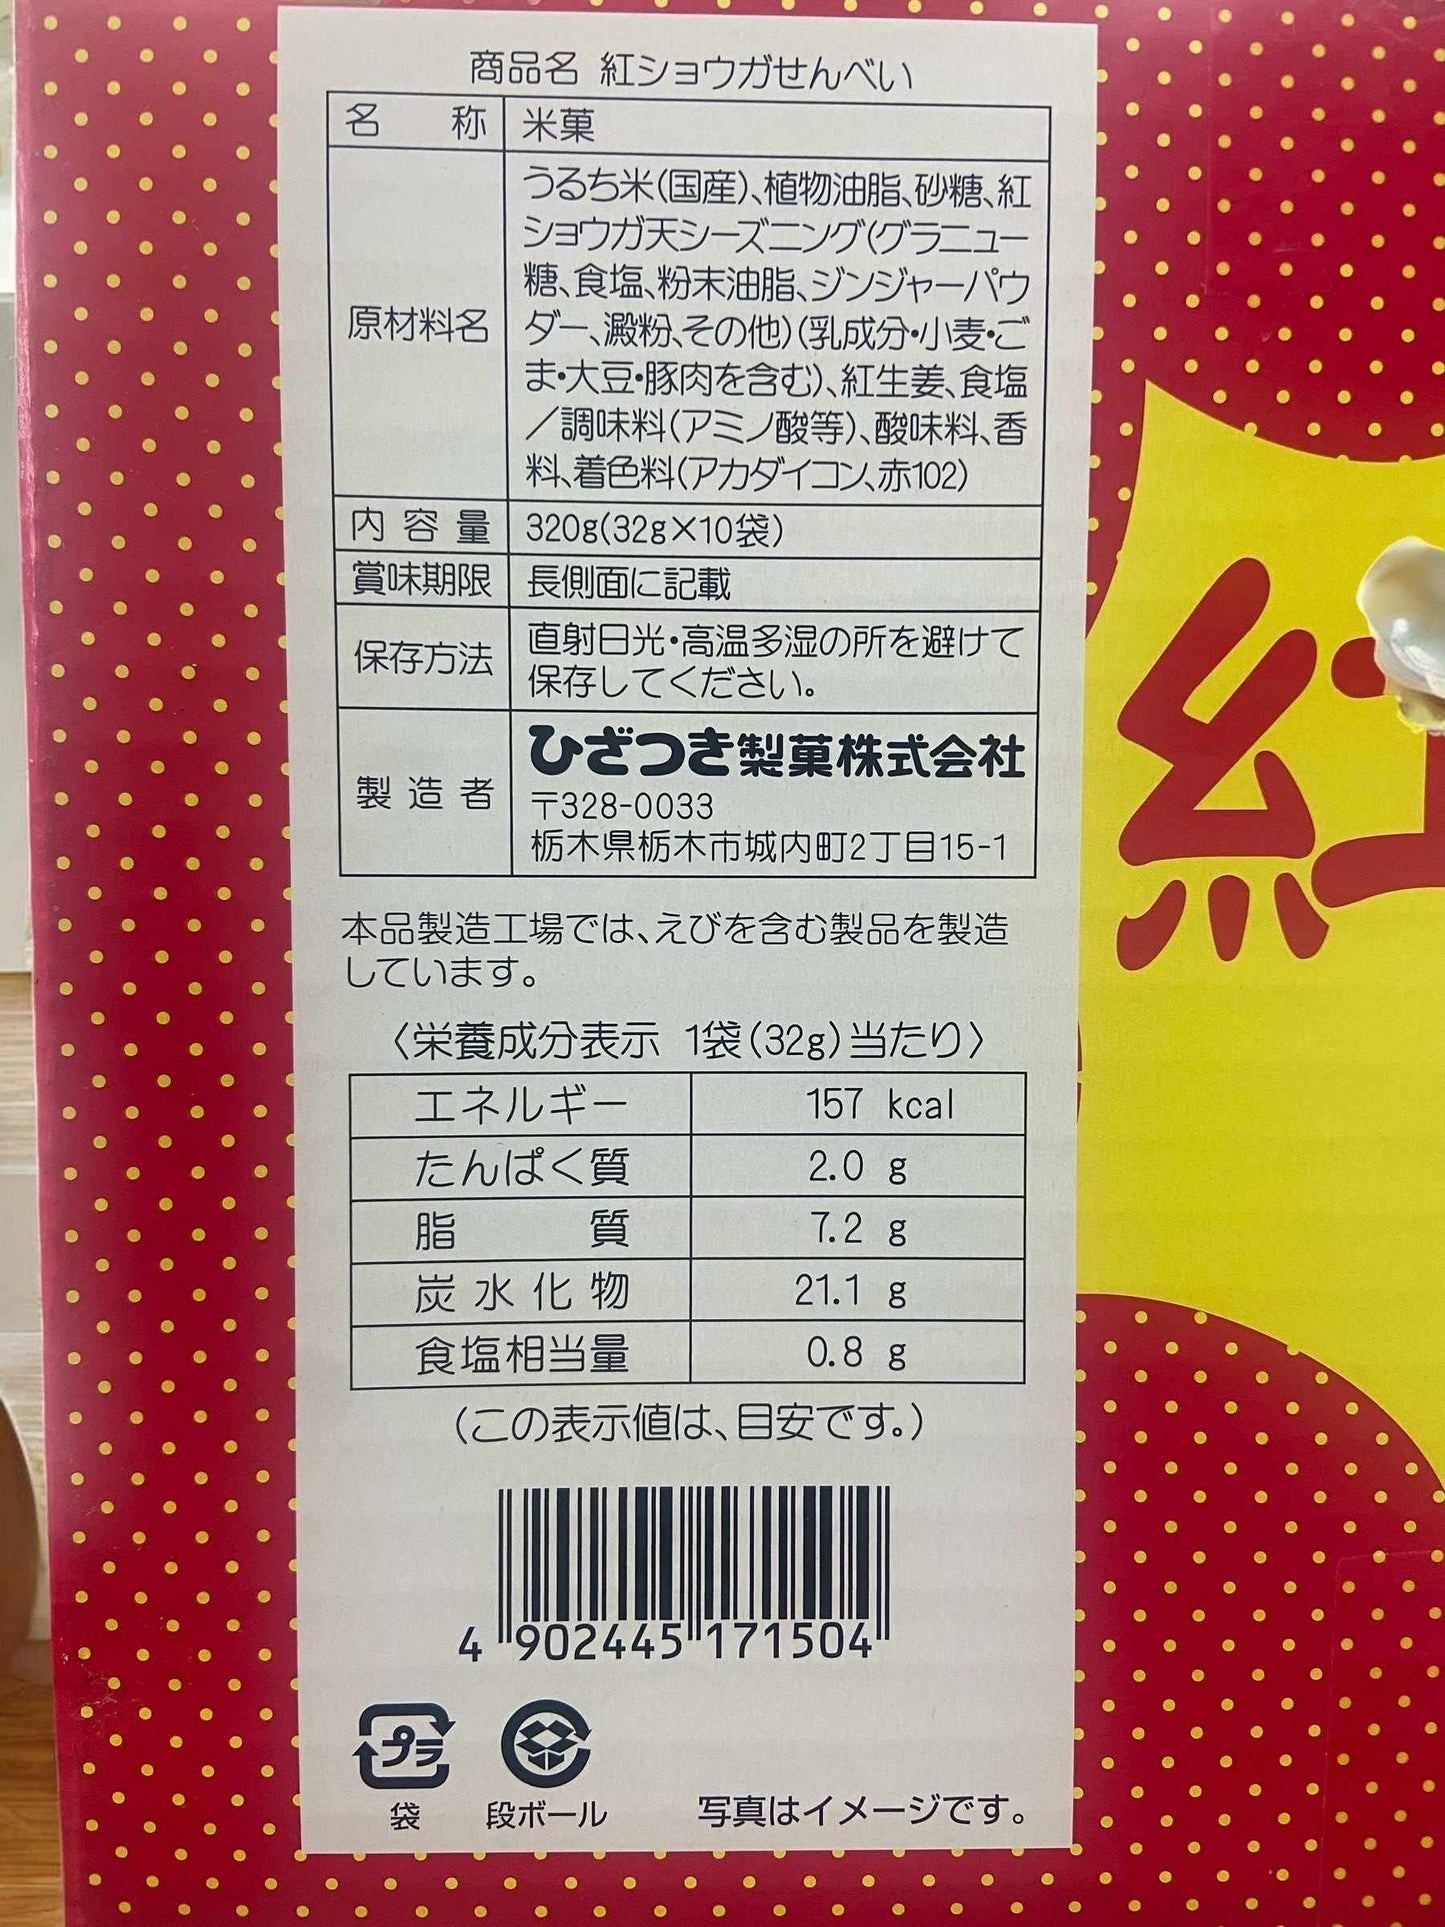 商品名 紅ショウガせんべい
名 称 米菓
原材料名
うるち米(国産)、植物油脂、砂糖、紅
ショウガ天シーズニング(グラニュー
糖、食塩、粉末油脂、ジンジャーパウ
ダー、澱粉、その他)(乳成分・小麦・ご
ま・大豆・豚肉を含む)、紅生姜、食塩
/調味料(アミノ酸等)、酸味料、香
料、着色料(アカダイコン、赤102)
内容量 320g(32g×10袋)
賞味期限 長側面に記載
保存方法
直射日光・高温多湿の所を避けて
保存してください。
製造者
ひざつき製菓株式会社
〒328-0033
栃木県栃木市城内町2丁目15-1
本品製造工場では、えびを含む製品を製造
しています。
〈栄養成分表示 1袋(32g)当たり〉
エネルギー 157 kcal
たんぱく質 2.0 g
脂 質 7.2 g
炭水化物 21.1 g
食塩相当量 0.8 g
(この表示値は、目安です。)
4 902445 171504
プラ
袋 段ボール 写真はイメージです。
紅